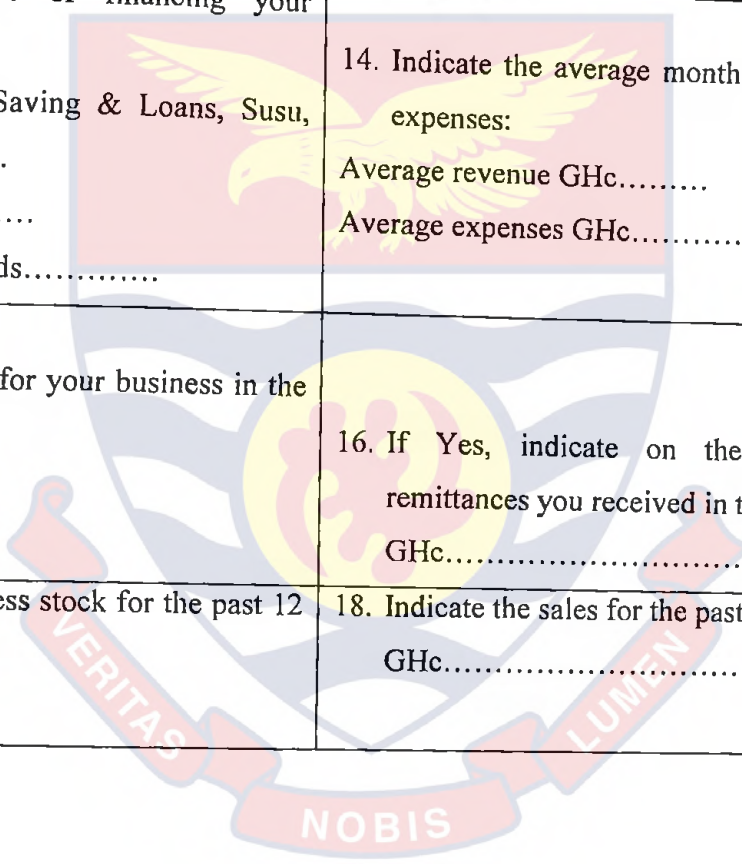 financing your
Saving & Loans, Susu,
.
....
ds.............
14. Indicate the average month
expenses:
Average revenue GHc.........
Average expenses GHc............
for your business in the
16. If Yes, indicate on the
remittances you received in t
GHc................................
ess stock for the past 12
18. Indicate the sales for the past
GHc................................
VERITAS
NOBIS
LUMEN